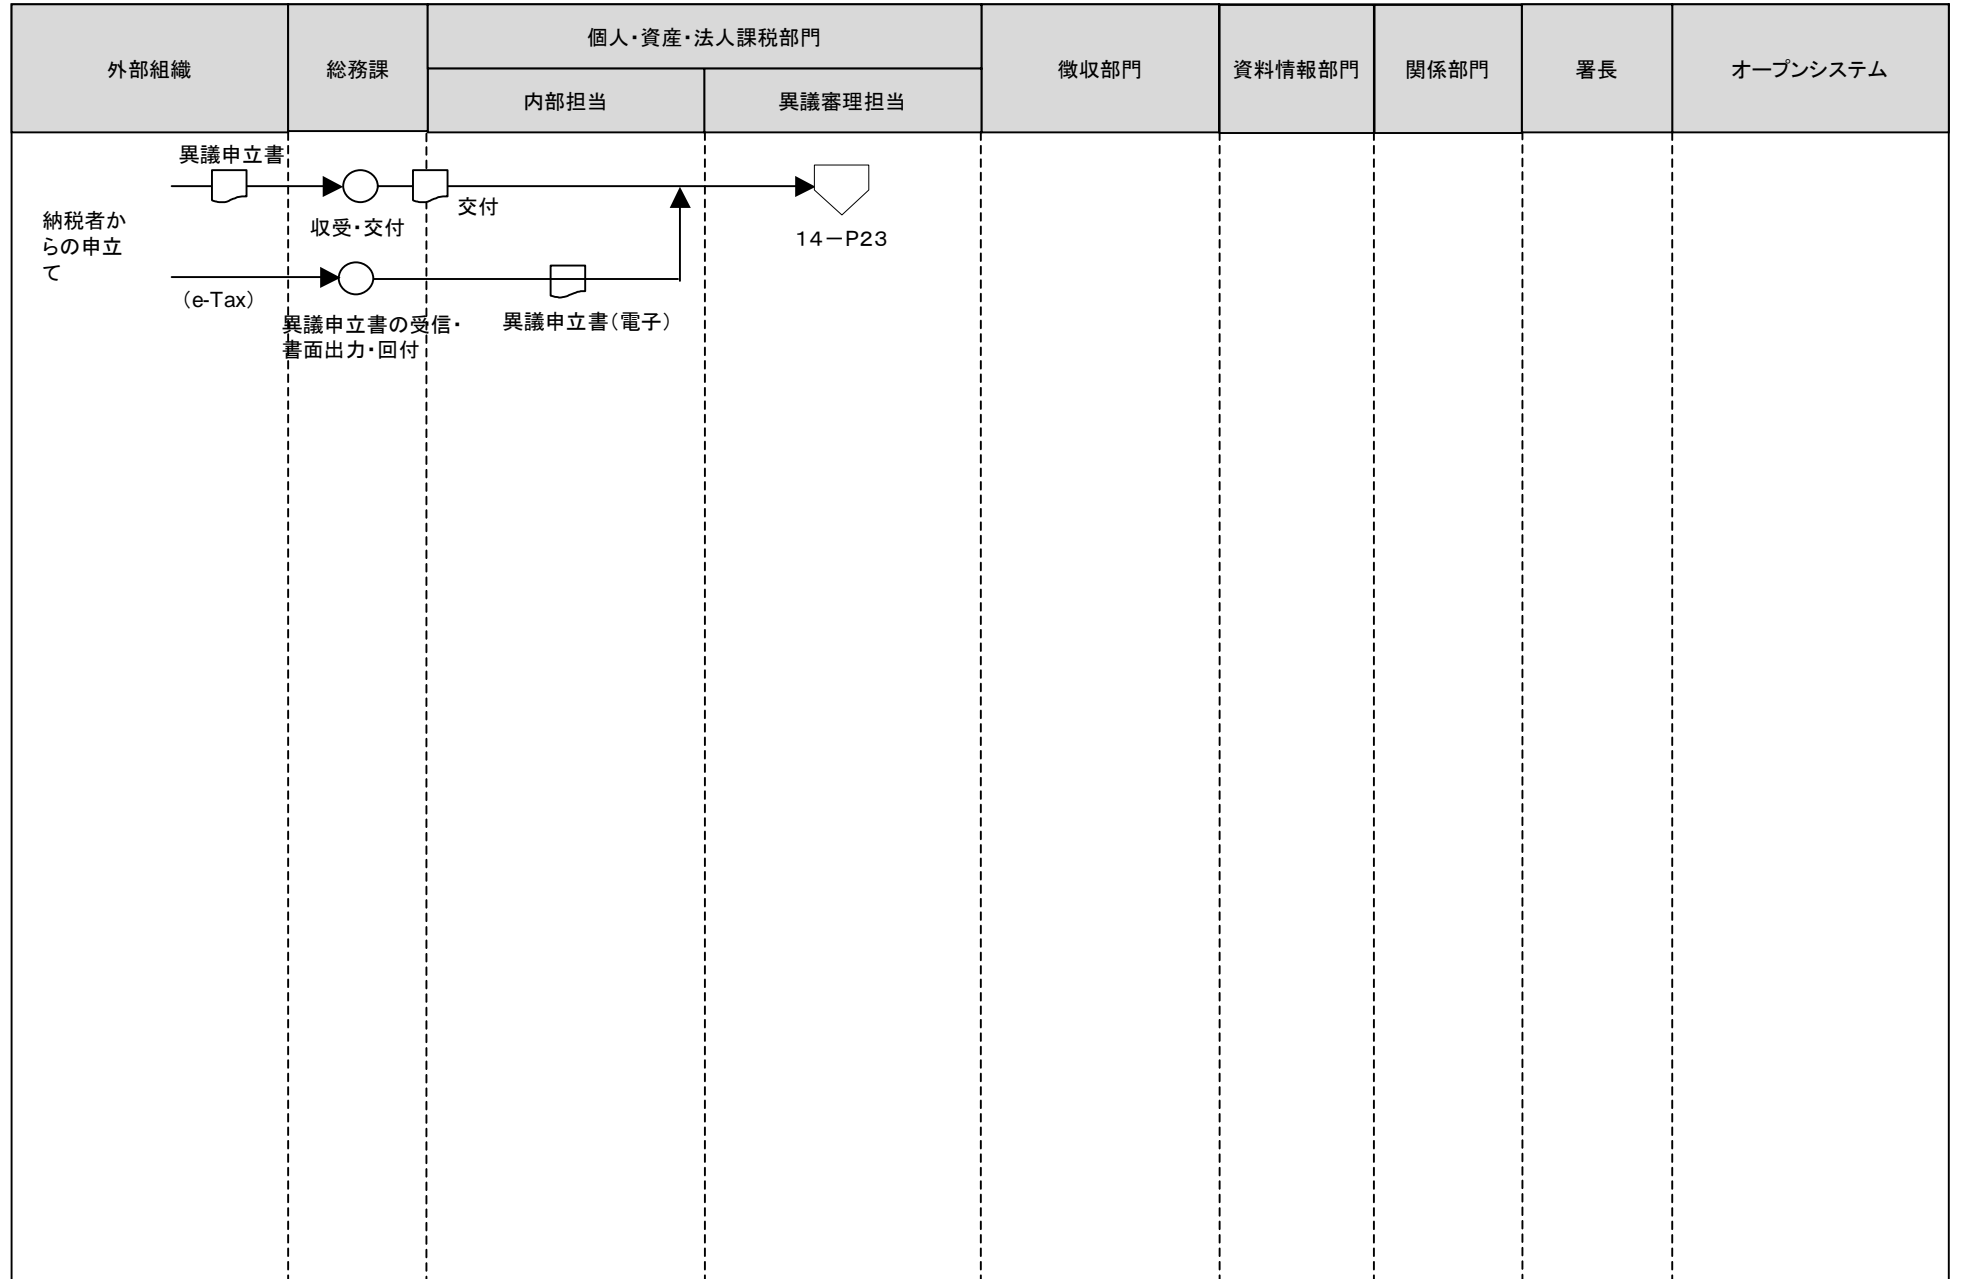 外部組織
総務課
個人・資産・法人課税部門
内部担当
異議審理担当
徴収部門
資料情報部門
関係部門
署長
オープンシステム
異議申立書
納税者か
らの申立
て
収受・交付
交付
14－P23
（e-Tax）
異議申立書の受信・
書面出力・回付
異議申立書（電子）